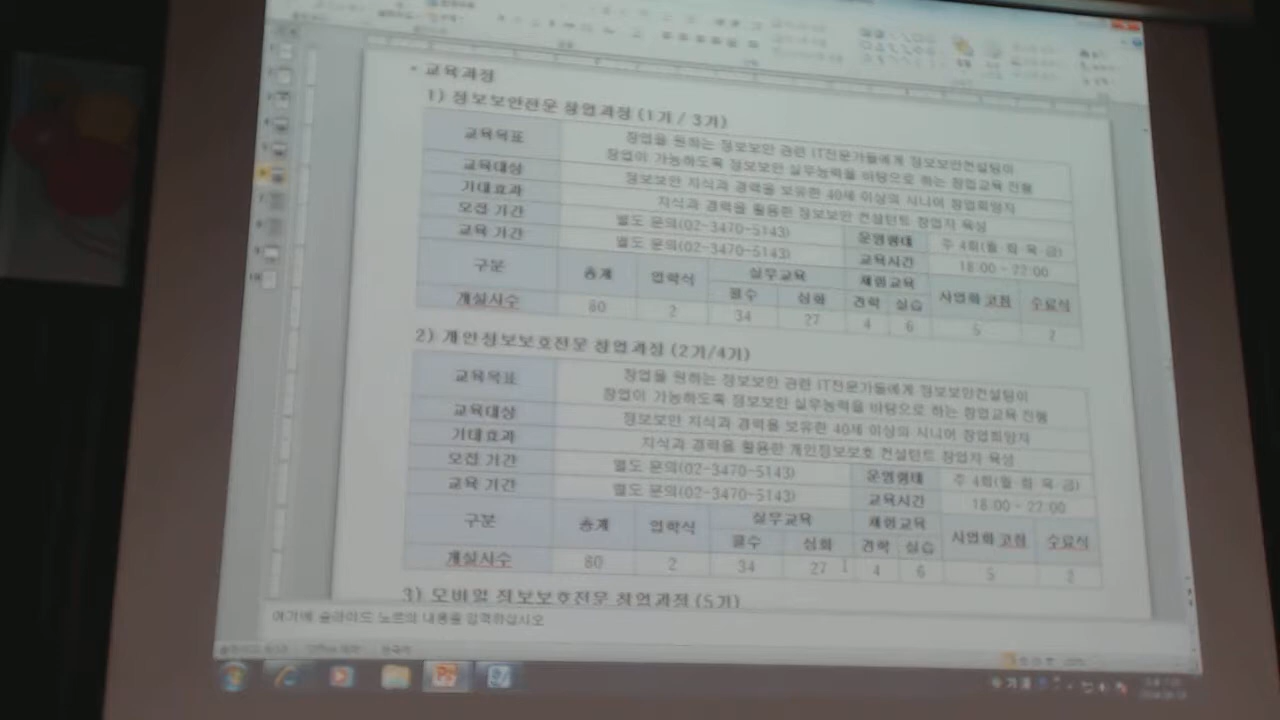 • 교육과정
1) 정보보안전문 창업과정 (1기 / 3기)
교육목표 창업을 원하는 정보보안 관련 IT전문가들에게 정보보안컨설팅이
창업이 가능하도록 정보보안 실무능력을 바탕으로 하는 창업교육 진행
교육대상 정보보안 지식과 경력을 보유한 40세 이상의 시니어 창업희망자
기대효과 지식과 경력을 활용한 정보보안 컨설턴트 창업자 육성
모집 기간 별도 문의(02-3470-5143) 운영형태 주 4회(월 화 목 금)
교육 기간 별도 문의(02-3470-5143) 교육시간 18:00 - 22:00
구분 총계 입학식 실무교육 체험교육 사업화 코칭 수료식
필수 심화 견학 실습
개설시수 80 2 34 27 4 6 5 2
2) 개인정보보호전문 창업과정 (2기/4기)
교육목표 창업을 원하는 정보보안 관련 IT전문가들에게 정보보안컨설팅이
창업이 가능하도록 정보보안 실무능력을 바탕으로 하는 창업교육 진행
교육대상 정보보안 지식과 경력을 보유한 40세 이상의 시니어 창업희망자
기대효과 지식과 경력을 활용한 개인정보보호 컨설턴트 창업자 육성
모집 기간 별도 문의(02-3470-5143) 운영형태 주 4회(월 화 목 금)
교육 기간 별도 문의(02-3470-5143) 교육시간 18:00 - 22:00
구분 총계 입학식 실무교육 체험교육 사업화 코칭 수료식
필수 심화 견학 실습
개설시수 80 2 34 27 4 6 5 2
3) 모바일 정보보호전문 창업과정 (5기)
여기에 슬라이드 노트의 내용을 입력하십시오